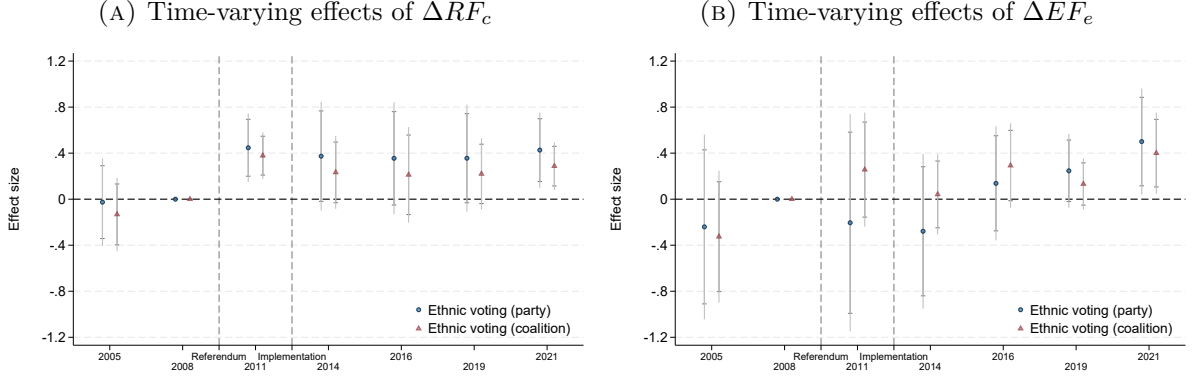 (A) Time-varying effects of ΔRF_c
1.2
.8
.4
0
-.4
-.8
-1.2
Effect size
Ethnic voting (party)
Ethnic voting (coalition)
2005
2008
Referendum
2011
Implementation
2014
2016
2019
2021
(B) Time-varying effects of ΔEF_e
1.2
.8
.4
0
-.4
-.8
-1.2
Effect size
Ethnic voting (party)
Ethnic voting (coalition)
2005
2008
Referendum
2011
Implementation
2014
2016
2019
2021